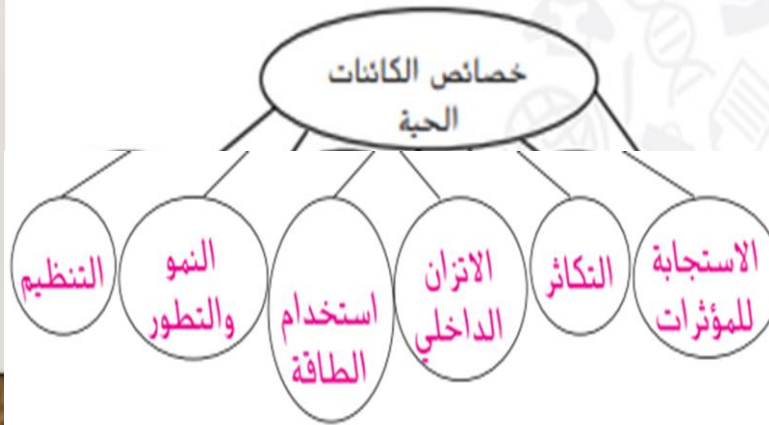 خصائص الكائنات
الحية
الاستجابة
للمؤثرات
التكاثر
الاتزان
الداخلي
استخدام
الطاقة
النمو
والتطور
التنظيم